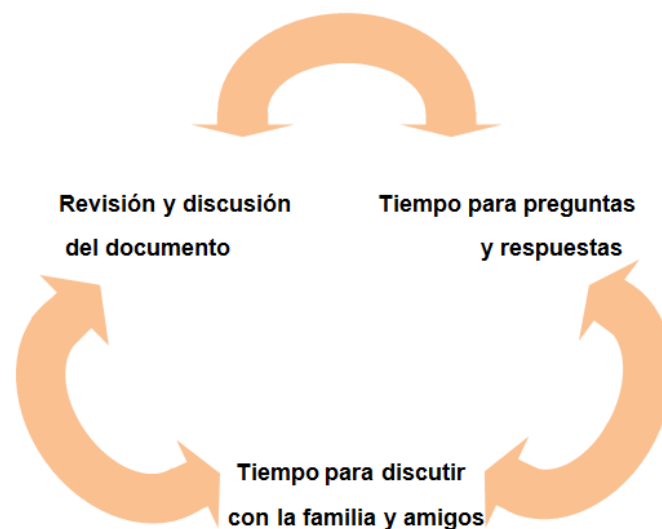 Revisión y discusión
del documento
Tiempo para preguntas
y respuestas
Tiempo para discutir
con la familia y amigos